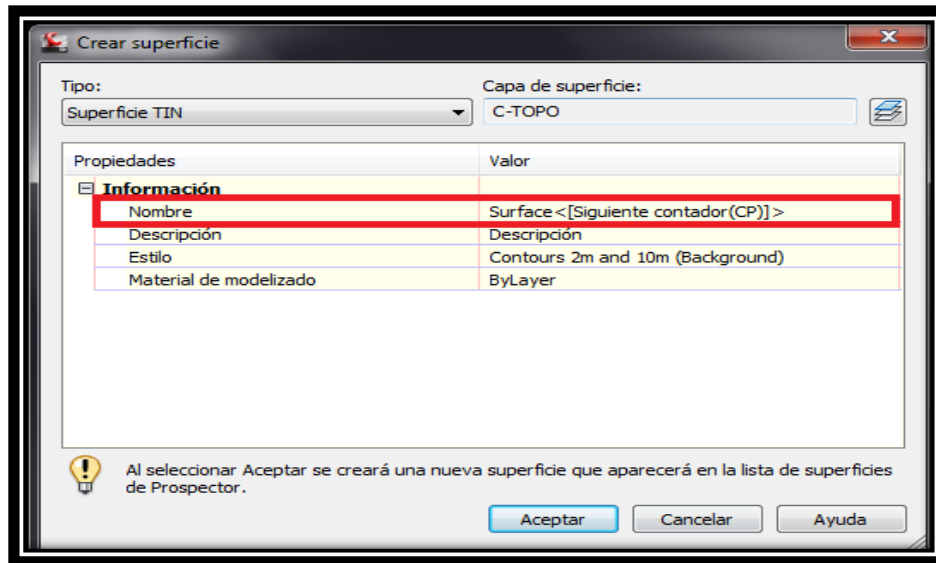 Crear superficie
Tipo: Capa de superficie:
Superficie TIN C-TOPO
Propiedades Valor
Información
Nombre Surface<[Siguiente contador(CP)]>
Descripción Descripción
Estilo Contours 2m and 10m (Background)
Material de modelizado ByLayer
Al seleccionar Aceptar se creará una nueva superficie que aparecerá en la lista de superficies
de Prospector.
Aceptar Cancelar Ayuda